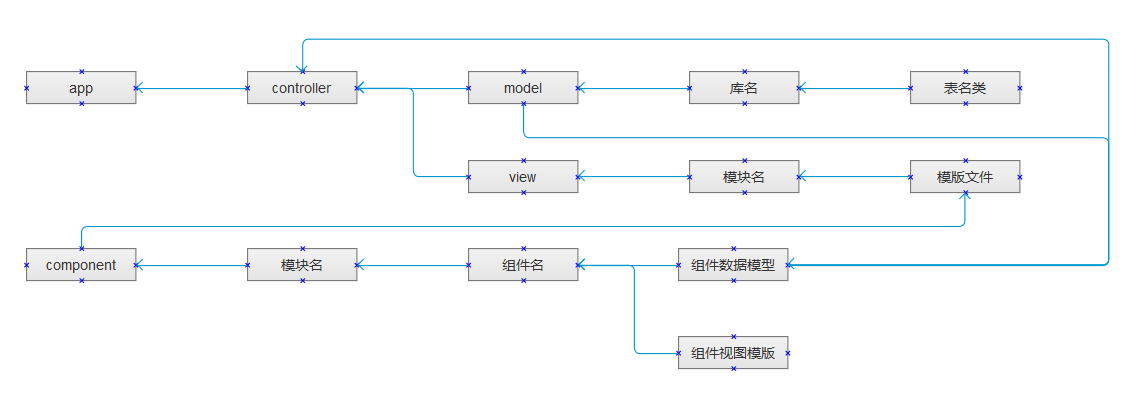 app
controller
model
库名
表名类
view
模块名
模版文件
component
模块名
组件名
组件数据模型
组件视图模版